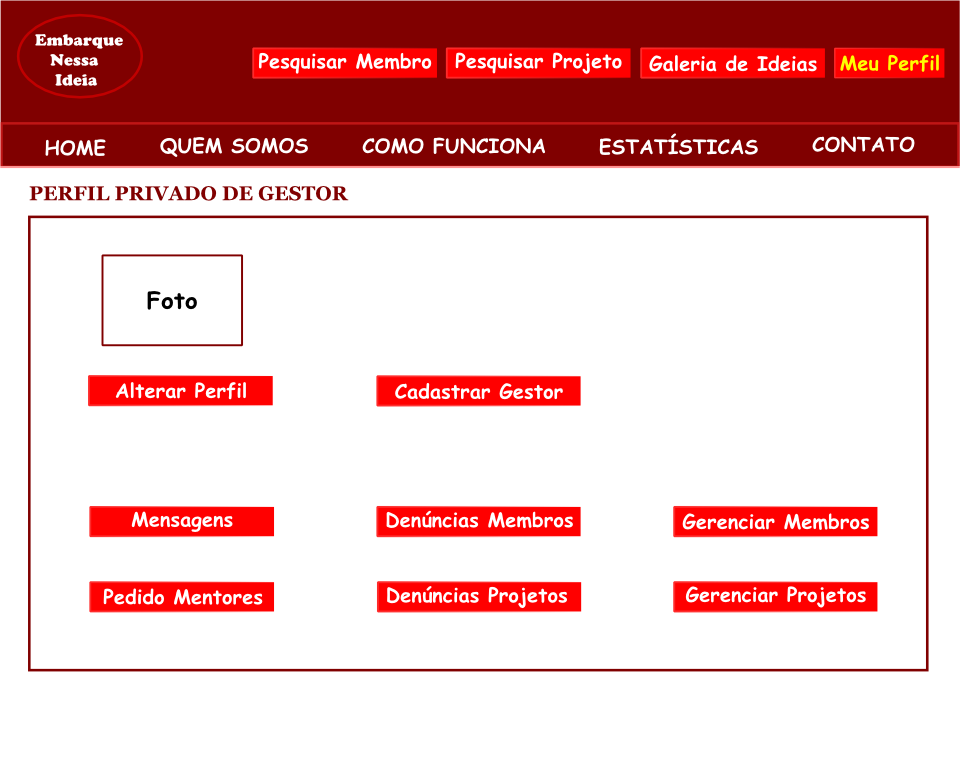 Embarque
Nessa
Ideia
Pesquisar Membro
Pesquisar Projeto
Galeria de Ideias
Meu Perfil
HOME
QUEM SOMOS
COMO FUNCIONA
ESTATÍSTICAS
CONTATO
PERFIL PRIVADO DE GESTOR
Foto
Alterar Perfil
Cadastrar Gestor
Mensagens
Denúncias Membros
Gerenciar Membros
Pedido Mentores
Denúncias Projetos
Gerenciar Projetos